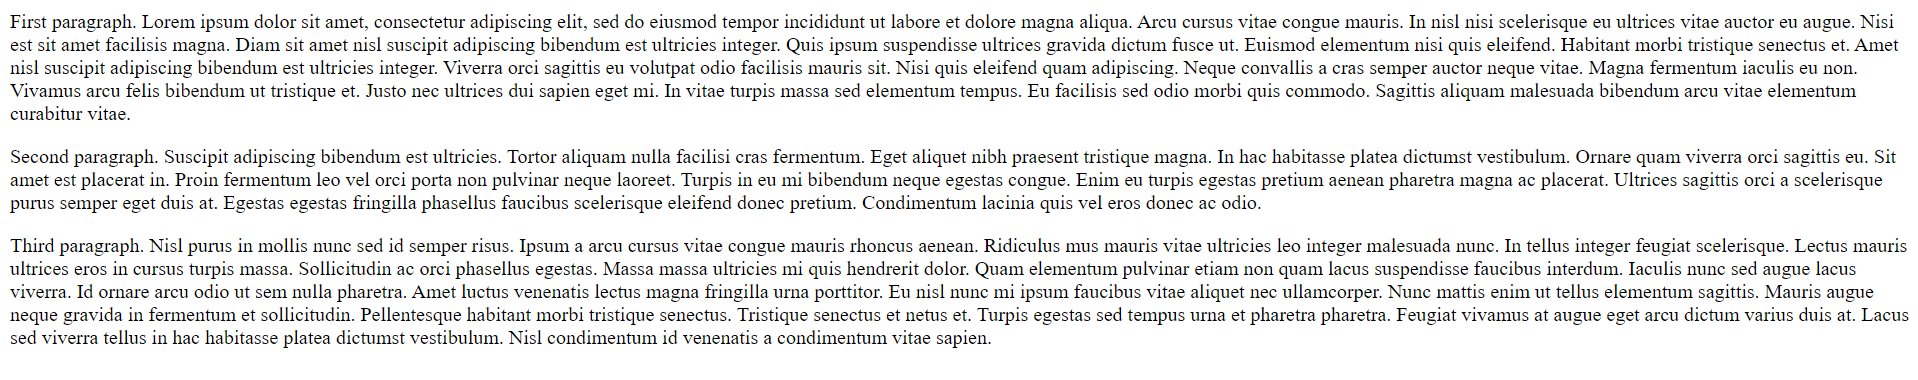 First paragraph. Lorem ipsum dolor sit amet, consectetur adipiscing elit, sed do eiusmod tempor incididunt ut labore et dolore magna aliqua. Arcu cursus vitae congue mauris. In nisl nisi scelerisque eu ultrices vitae auctor eu augue. Nisi
est sit amet facilisis magna. Diam sit amet nisl suscipit adipiscing bibendum est ultricies integer. Quis ipsum suspendisse ultrices gravida dictum fusce ut. Euismod elementum nisi quis eleifend. Habitant morbi tristique senectus et. Amet
nisl suscipit adipiscing bibendum est ultricies integer. Viverra orci sagittis eu volutpat odio facilisis mauris sit. Nisi quis eleifend quam adipiscing. Neque convallis a cras semper auctor neque vitae. Magna fermentum iaculis eu non.
Vivamus arcu felis bibendum ut tristique et. Justo nec ultrices dui sapien eget mi. In vitae turpis massa sed elementum tempus. Eu facilisis sed odio morbi quis commodo. Sagittis aliquam malesuada bibendum arcu vitae elementum
curabitur vitae.
Second paragraph. Suscipit adipiscing bibendum est ultricies. Tortor aliquam nulla facilisi cras fermentum. Eget aliquet nibh praesent tristique magna. In hac habitasse platea dictumst vestibulum. Ornare quam viverra orci sagittis eu. Sit
amet est placerat in. Proin fermentum leo vel orci porta non pulvinar neque laoreet. Turpis in eu mi bibendum neque egestas congue. Enim eu turpis egestas pretium aenean pharetra magna ac placerat. Ultrices sagittis orci a scelerisque
purus semper eget duis at. Egestas egestas fringilla phasellus faucibus scelerisque eleifend donec pretium. Condimentum lacinia quis vel eros donec ac odio.
Third paragraph. Nisl purus in mollis nunc sed id semper risus. Ipsum a arcu cursus vitae congue mauris rhoncus aenean. Ridiculus mus mauris vitae ultricies leo integer malesuada nunc. In tellus integer feugiat scelerisque. Lectus mauris
ultrices eros in cursus turpis massa. Sollicitudin ac orci phasellus egestas. Massa massa ultricies mi quis hendrerit dolor. Quam elementum pulvinar etiam non quam lacus suspendisse faucibus interdum. Iaculis nunc sed augue lacus
viverra. Id ornare arcu odio ut sem nulla pharetra. Amet luctus venenatis lectus magna fringilla urna porttitor. Eu nisl nunc mi ipsum faucibus vitae aliquet nec ullamcorper. Nunc mattis enim ut tellus elementum sagittis. Mauris augue
neque gravida in fermentum et sollicitudin. Pellentesque habitant morbi tristique senectus. Tristique senectus et netus et. Turpis egestas sed tempus urna et pharetra pharetra. Feugiat vivamus at augue eget arcu dictum varius duis at. Lacus
sed viverra tellus in hac habitasse platea dictumst vestibulum. Nisl condimentum id venenatis a condimentum vitae sapien.